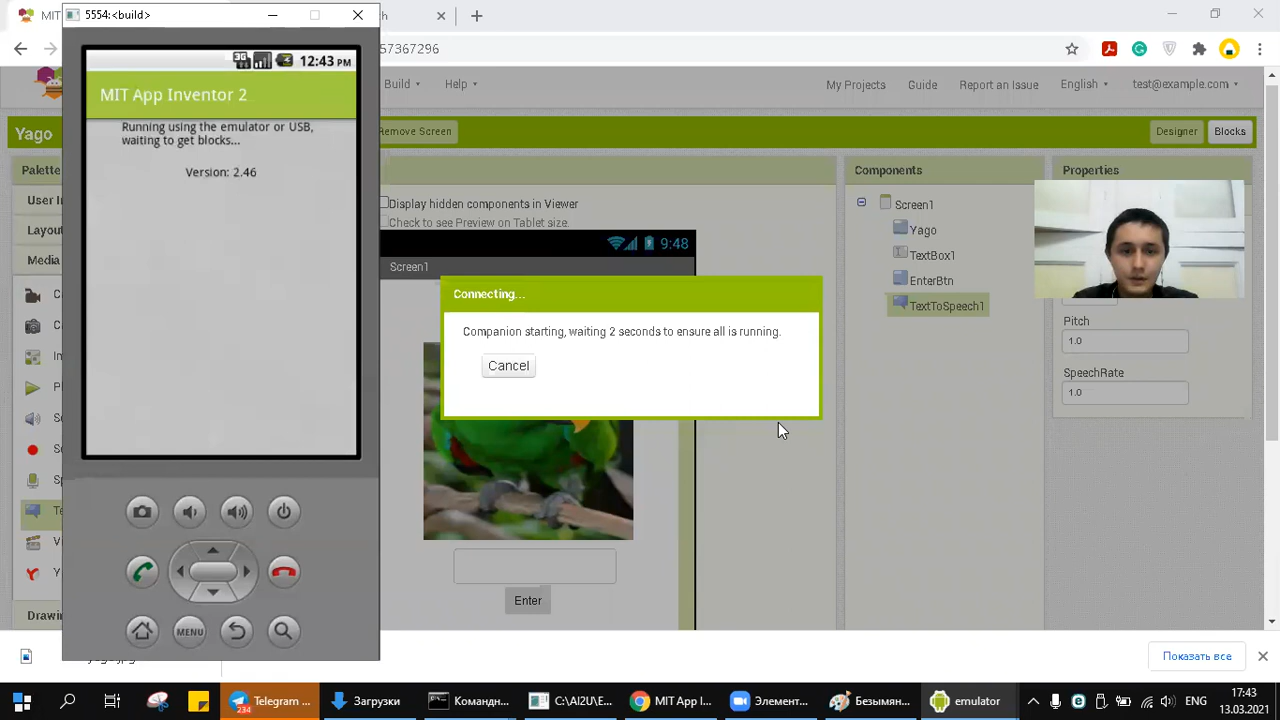 5554:<build>
57367296
12:43 PM
3G
MIT App Inventor 2
Running using the emulator or USB,
waiting to get blocks...
Version: 2.46
Build
Help
My Projects
Guide
Report an Issue
English
test@example.com
Yago
Remove Screen
Designer
Blocks
Palette
Components
Properties
Display hidden components in Viewer
Check to see Preview on Tablet size.
9:48
Screen1
Screen1
Yago
TextBox1
EnterBtn
TextToSpeech1
Media
Connecting...
Companion starting, waiting 2 seconds to ensure all is running.
Cancel
Pitch
1.0
SpeechRate
1.0
Enter
MENU
Показать все
Telegram ...
234
Загрузки
Командн...
C:\AI2U\E...
MIT App I...
Элемент...
Безымян...
emulator
ENG
17:43
13.03.2021